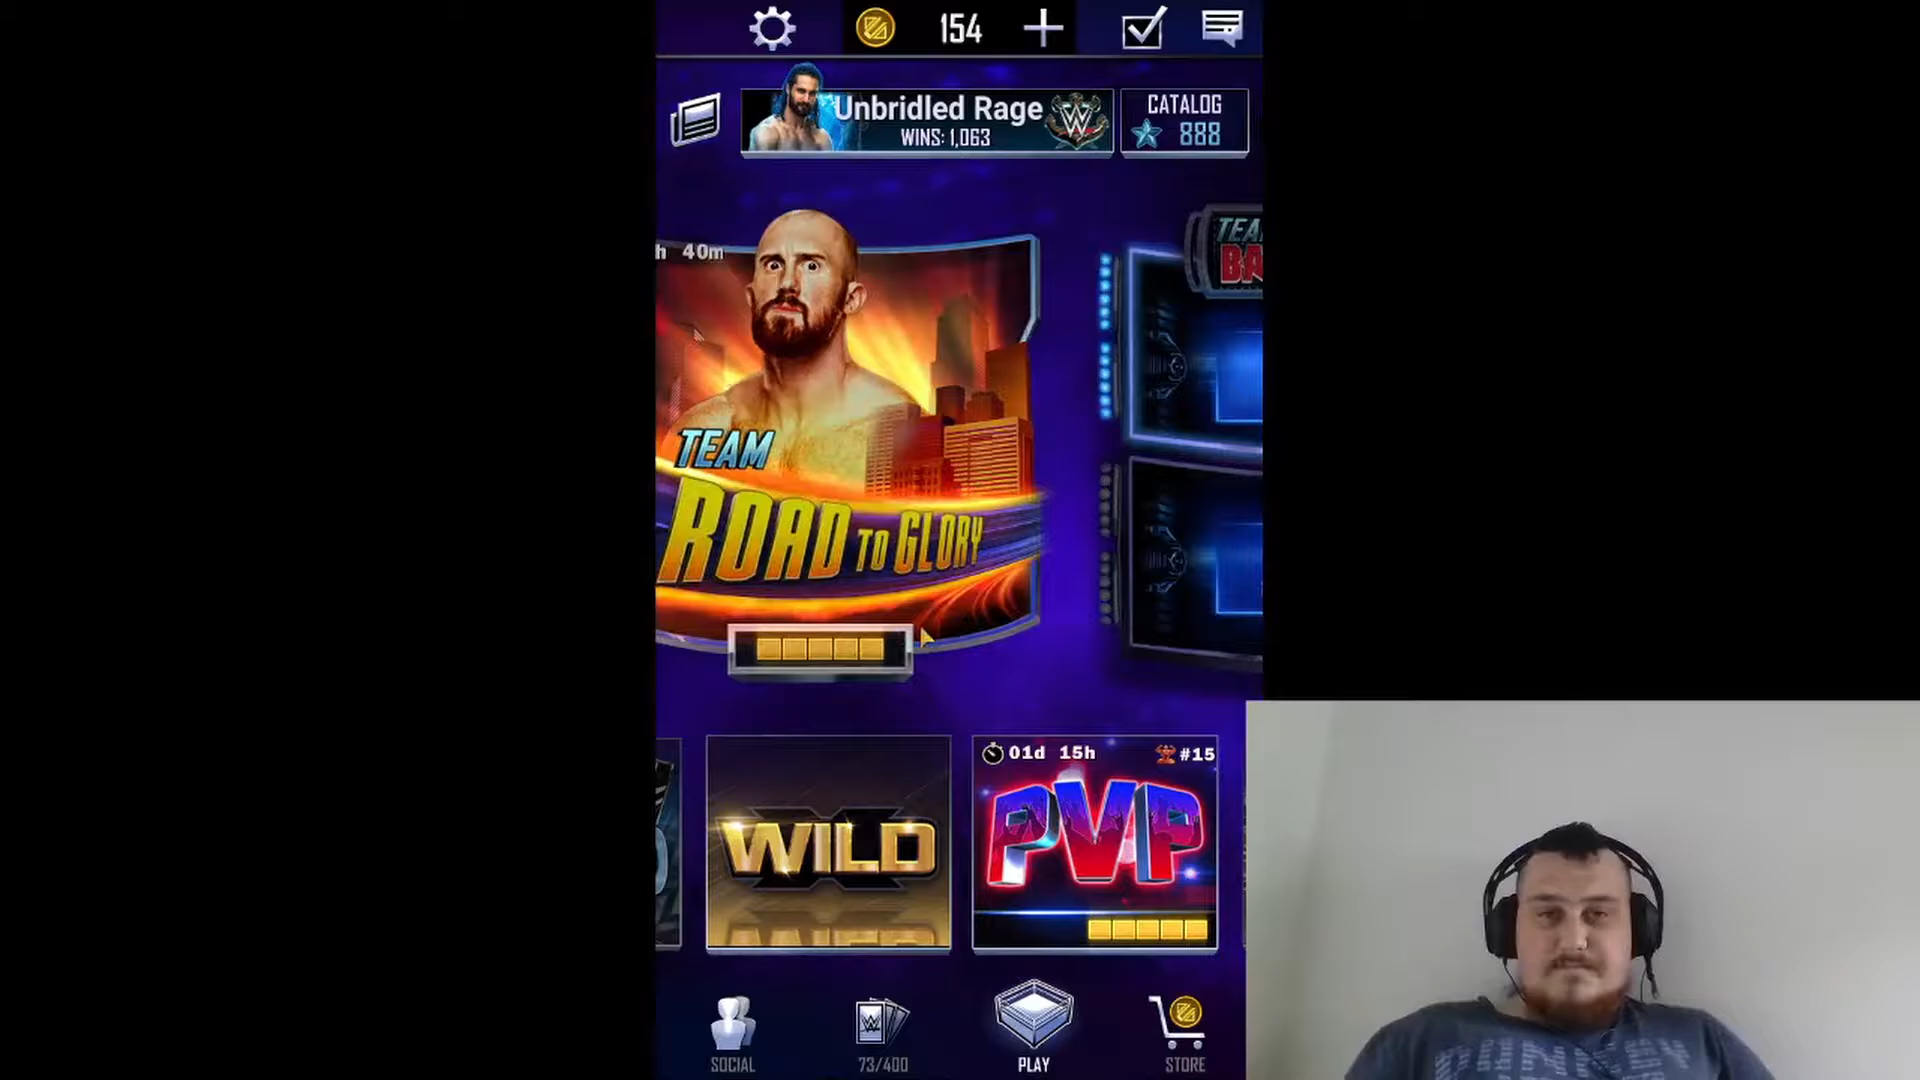 154
Unbridled Rage
WINS: 1,063
CATALOG
888
h 40m
TEAM
ROAD TO GLORY
WILD
01d 15h
#15
PVP
SOCIAL
73/400
PLAY
STORE